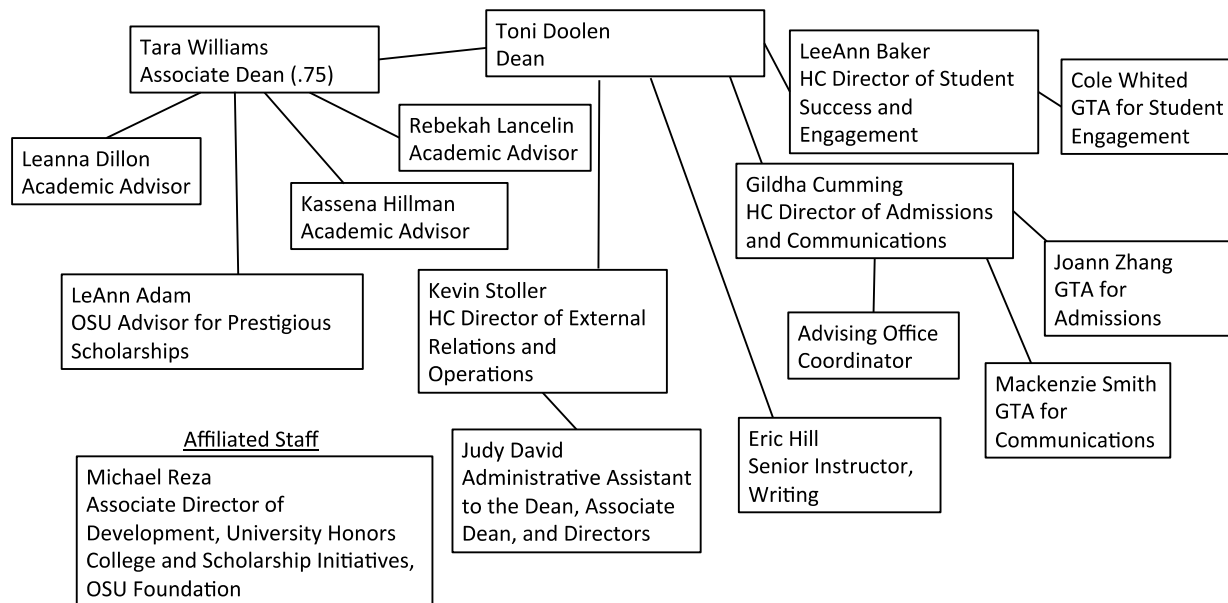 Tara Williams
Associate Dean (.75)
Toni Doolen
Dean
LeeAnn Baker
HC Director of Student
Success and
Engagement
Cole Whited
GTA for Student
Engagement
Leanna Dillon
Academic Advisor
Rebekah Lancelin
Academic Advisor
Kassena Hillman
Academic Advisor
Gildha Cumming
HC Director of Admissions
and Communications
LeAnn Adam
OSU Advisor for Prestigious
Scholarships
Kevin Stoller
HC Director of External
Relations and
Operations
Joann Zhang
GTA for
Admissions
Advising Office
Coordinator
Mackenzie Smith
GTA for
Communications
Affiliated Staff
Michael Reza
Associate Director of
Development, University Honors
College and Scholarship Initiatives,
OSU Foundation
Judy David
Administrative Assistant
to the Dean, Associate
Dean, and Directors
Eric Hill
Senior Instructor,
Writing